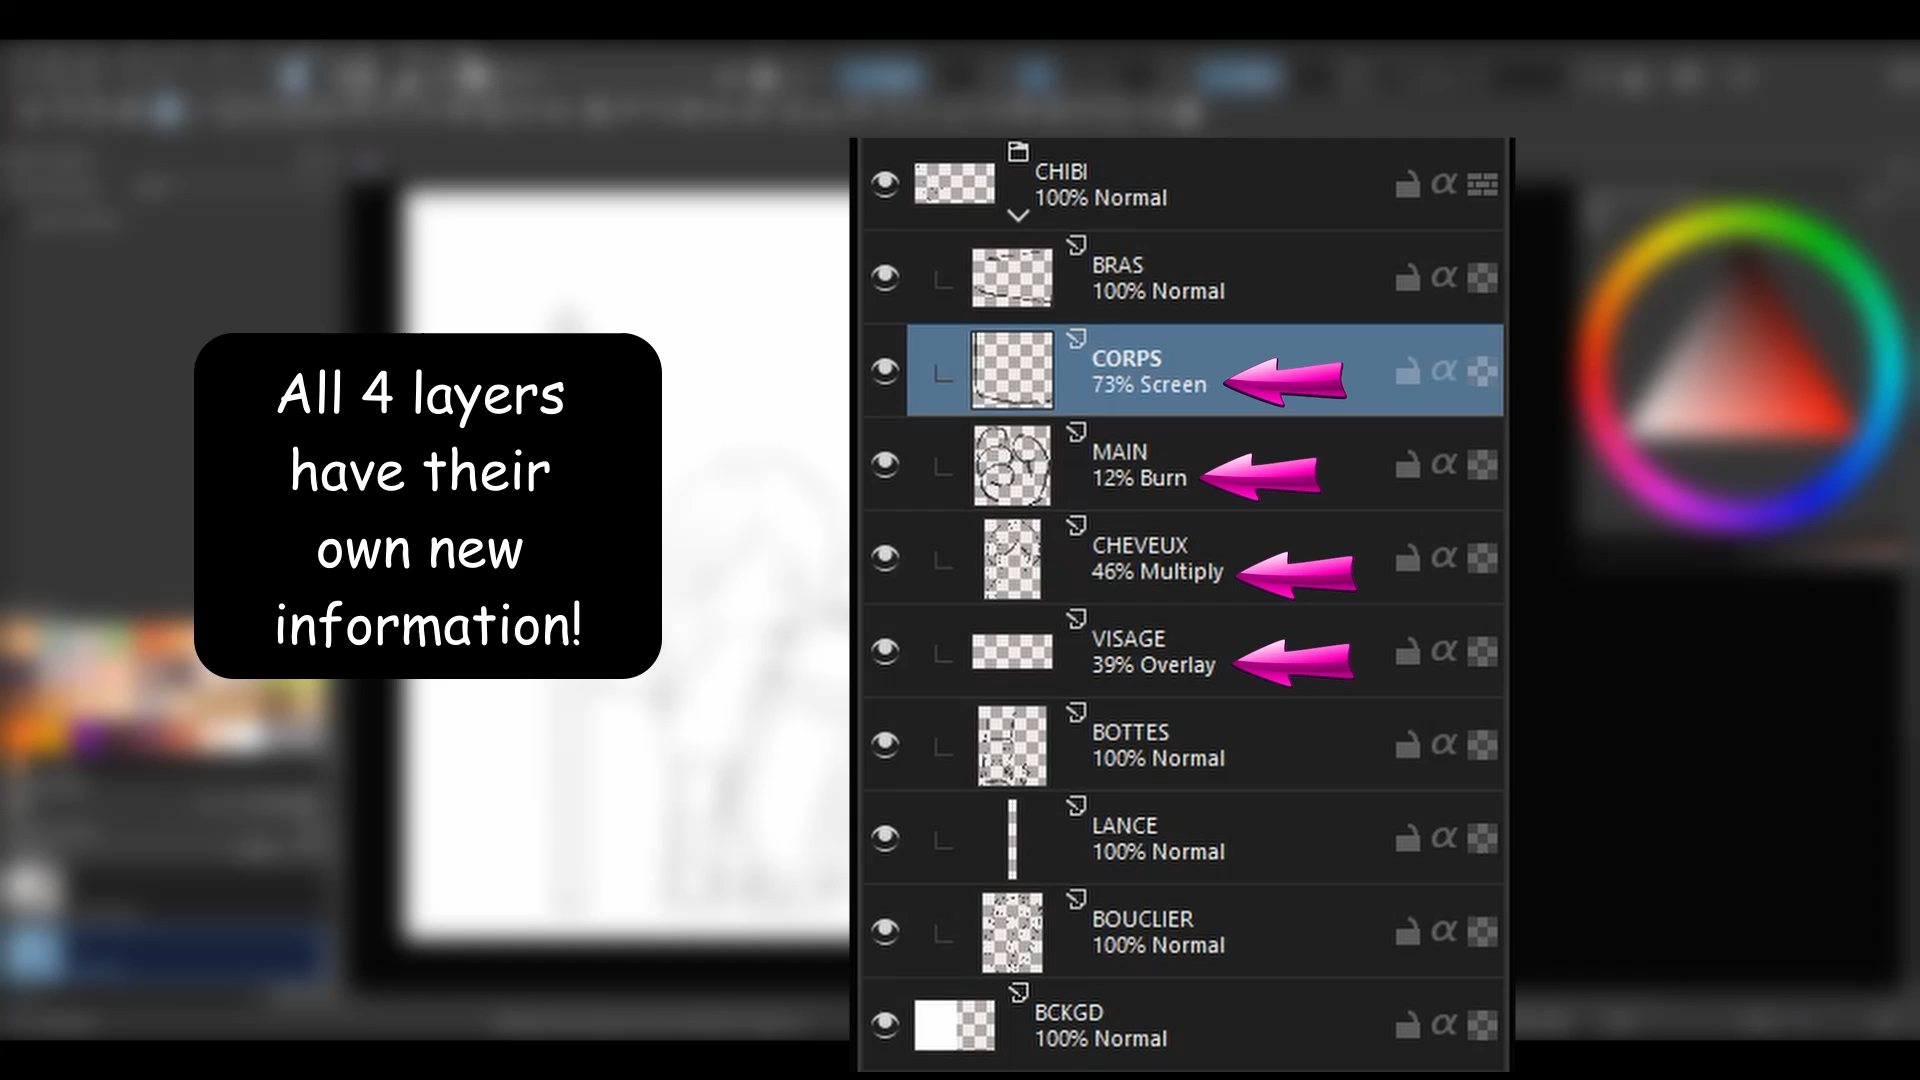 All 4 layers
have their
own new
information!
CHIBI
100% Normal
BRAS
100% Normal
CORPS
73% Screen
MAIN
12% Burn
CHEVEUX
46% Multiply
VISAGE
39% Overlay
BOTTES
100% Normal
LANCE
100% Normal
BOUCLIER
100% Normal
BCKGD
100% Normal